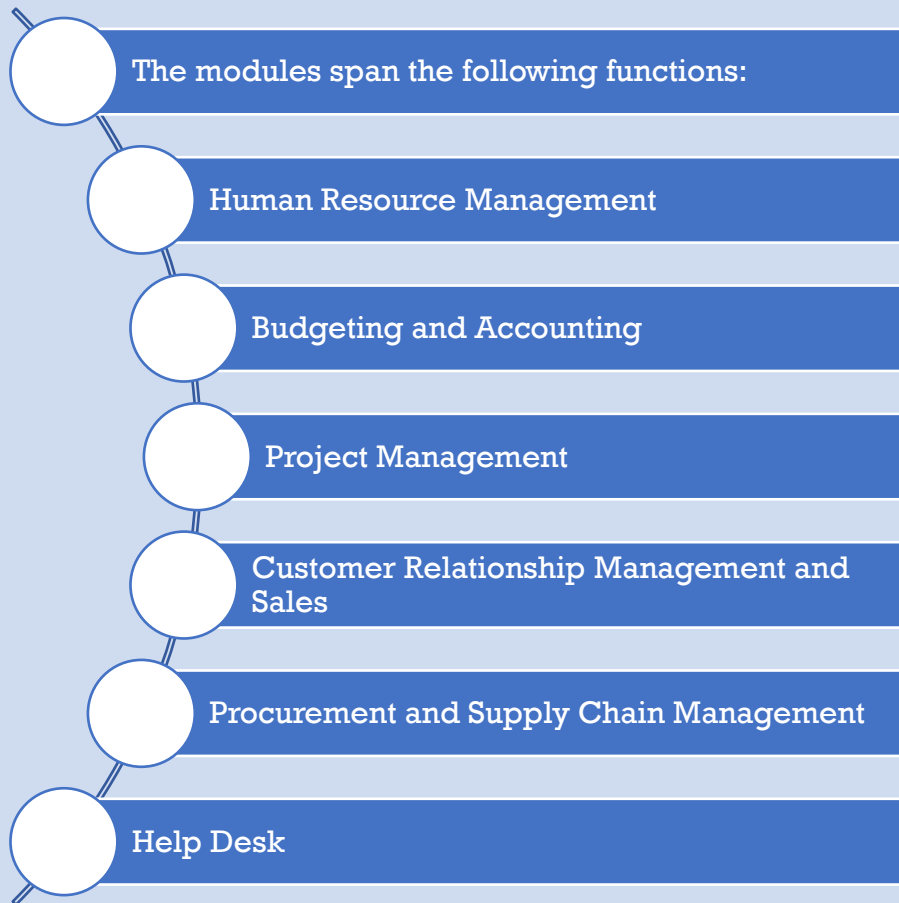 The modules span the following functions:
Human Resource Management
Budgeting and Accounting
Project Management
Customer Relationship Management and
Sales
Procurement and Supply Chain Management
Help Desk